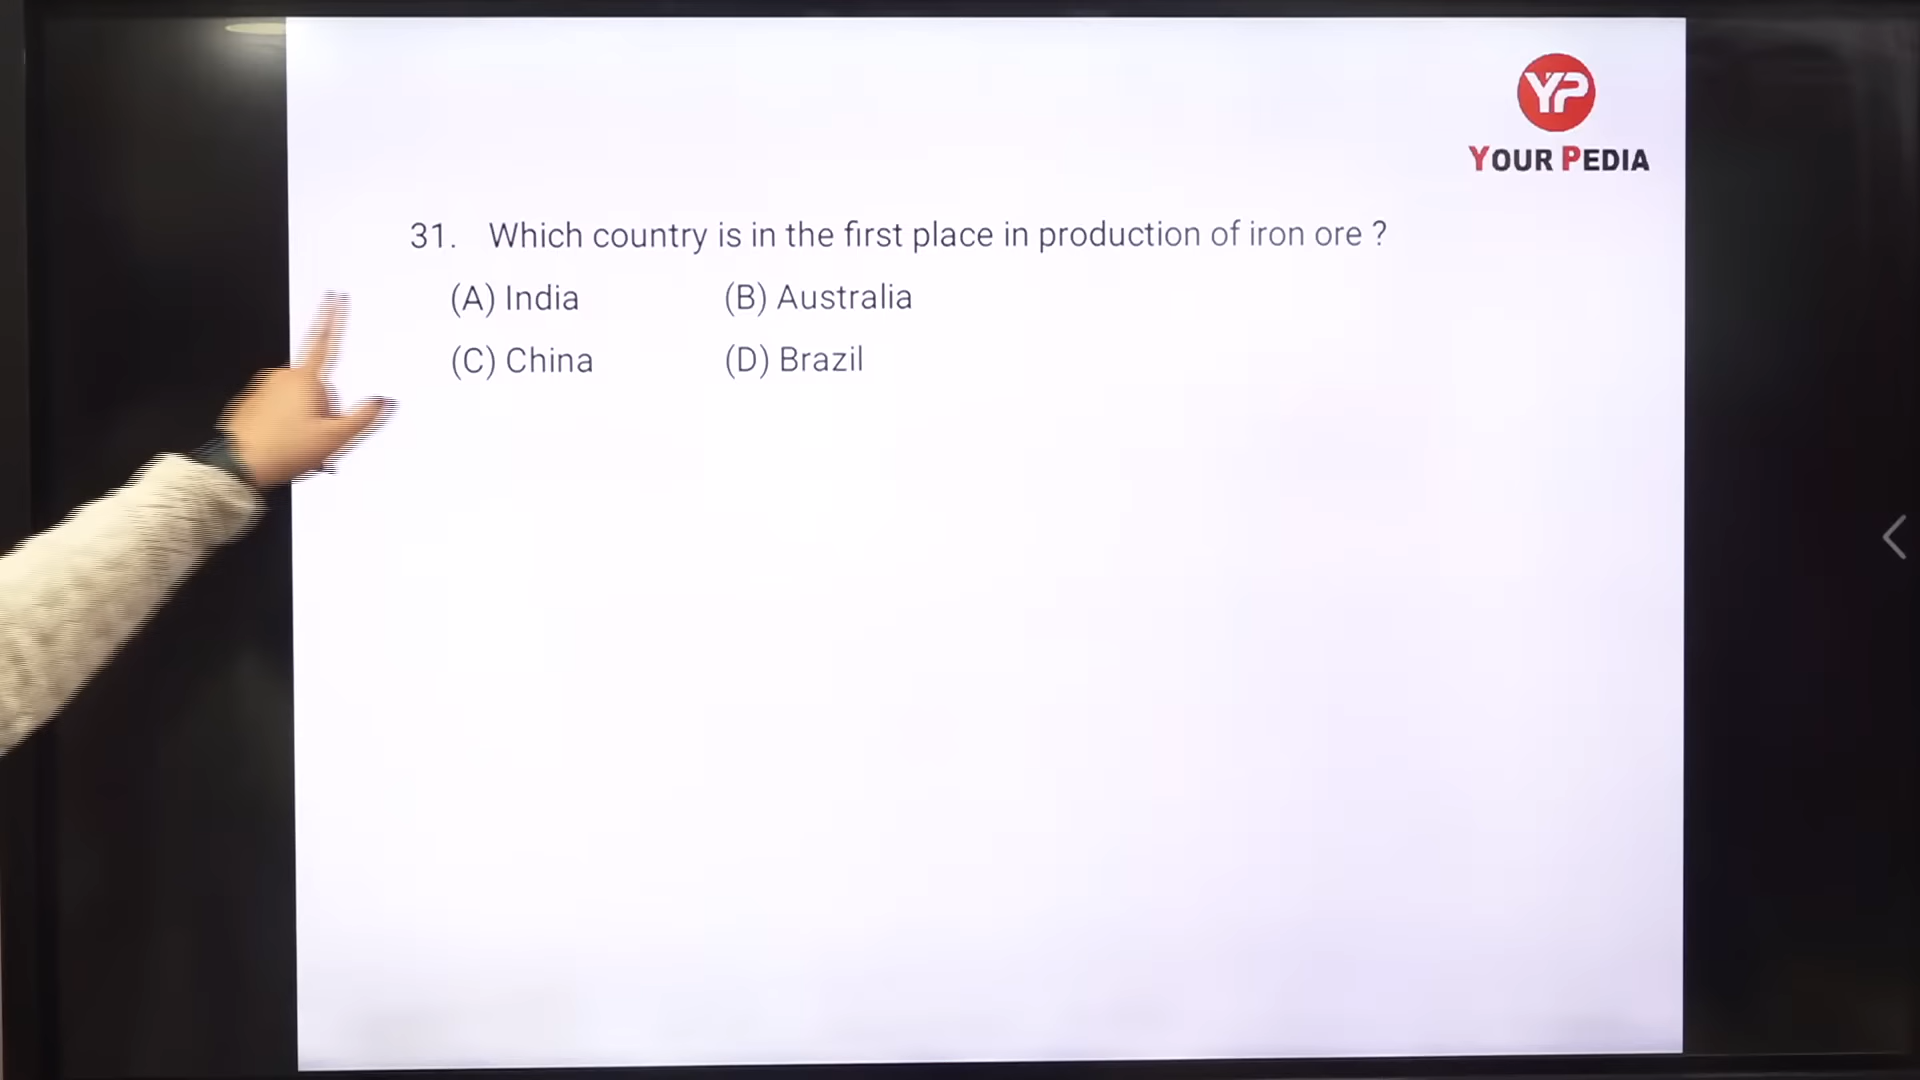 YP
YOUR PEDIA
31. Which country is in the first place in production of iron ore ?
(A) India (B) Australia
(C) China (D) Brazil